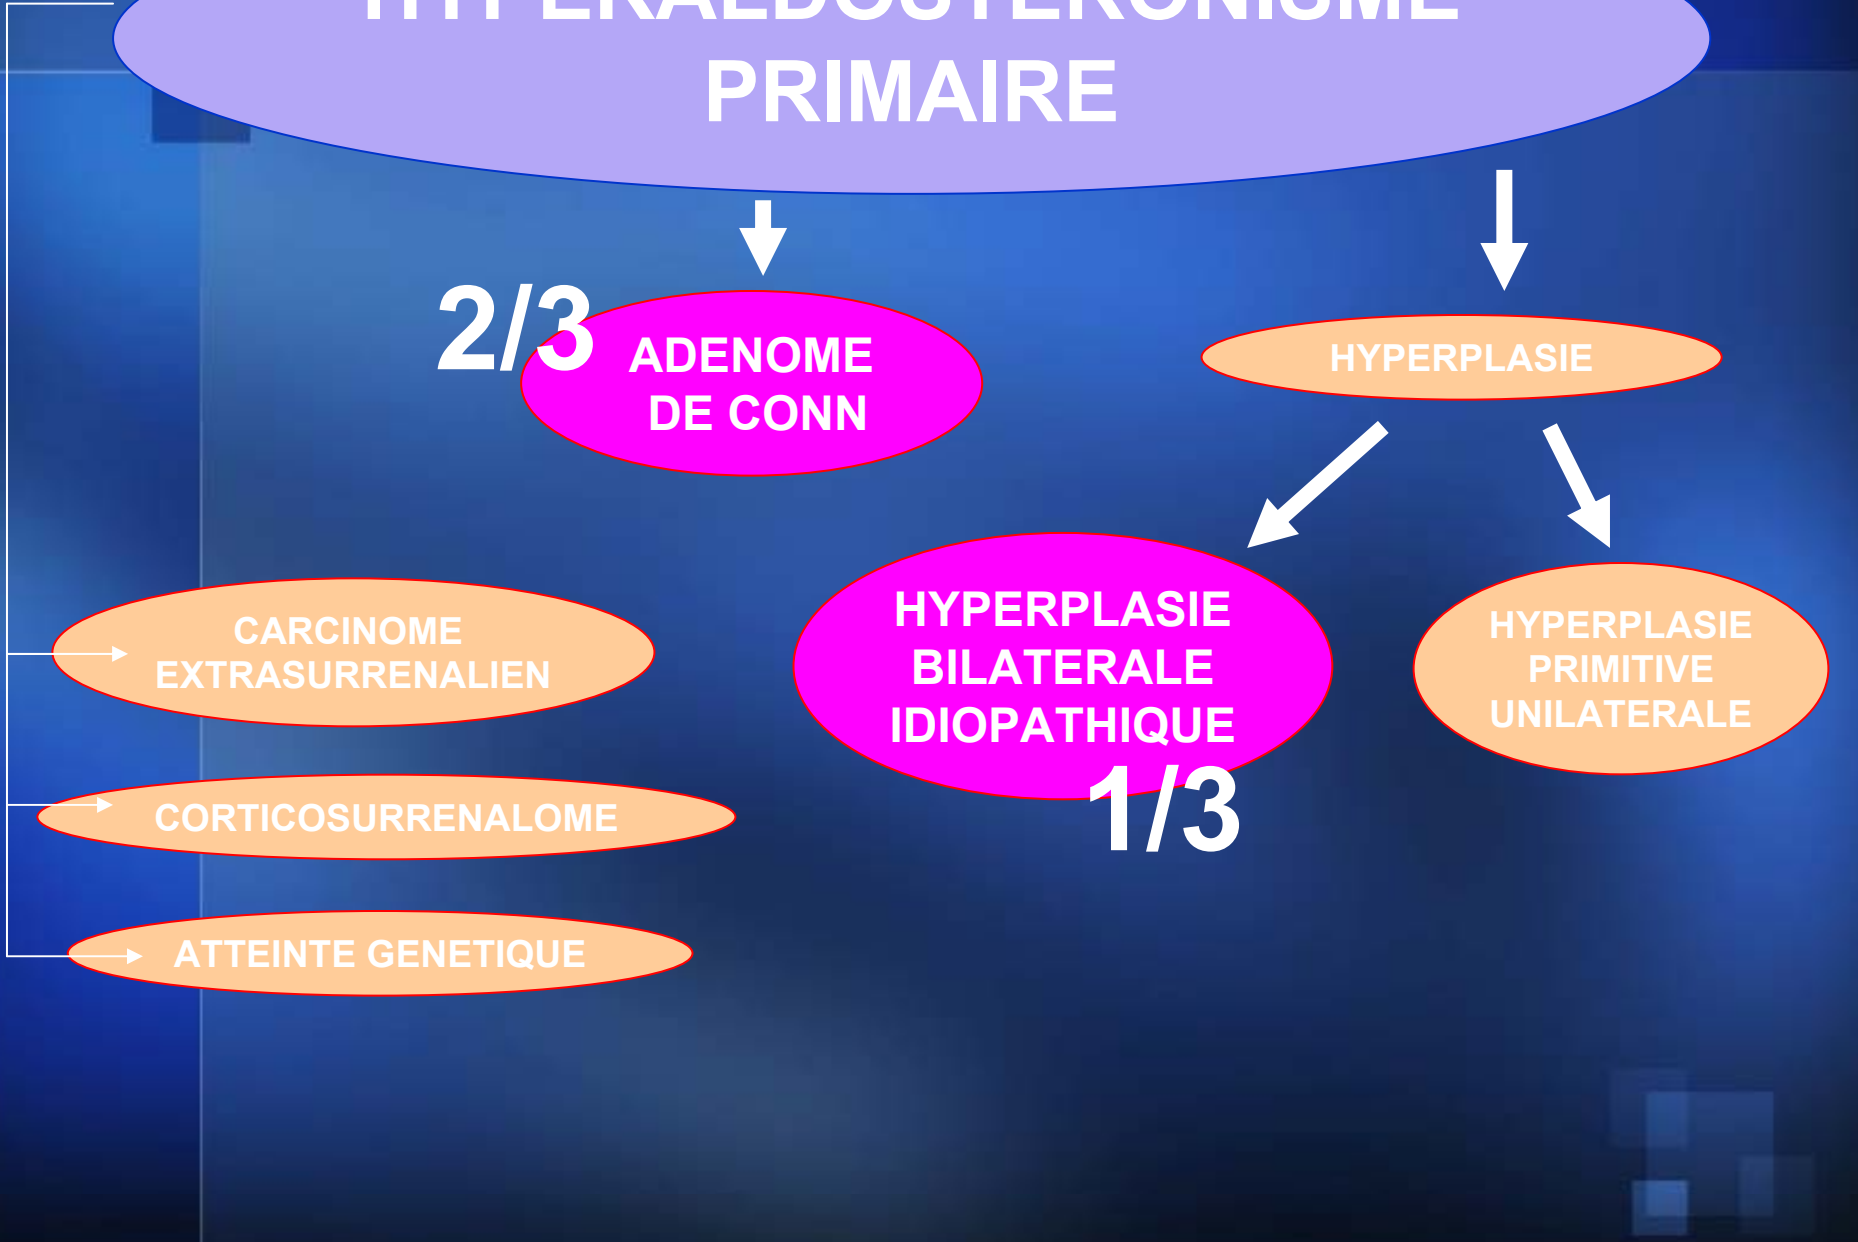 HYPERALDOSTERONISME
PRIMAIRE
2/3
ADENOME
DE CONN
HYPERPLASIE
CARCINOME
EXTRASURRENALIEN
HYPERPLASIE
BILATERALE
IDIOPATHIQUE
1/3
HYPERPLASIE
PRIMITIVE
UNILATERALE
CORTICOSURRENALOME
ATTEINTE GENETIQUE